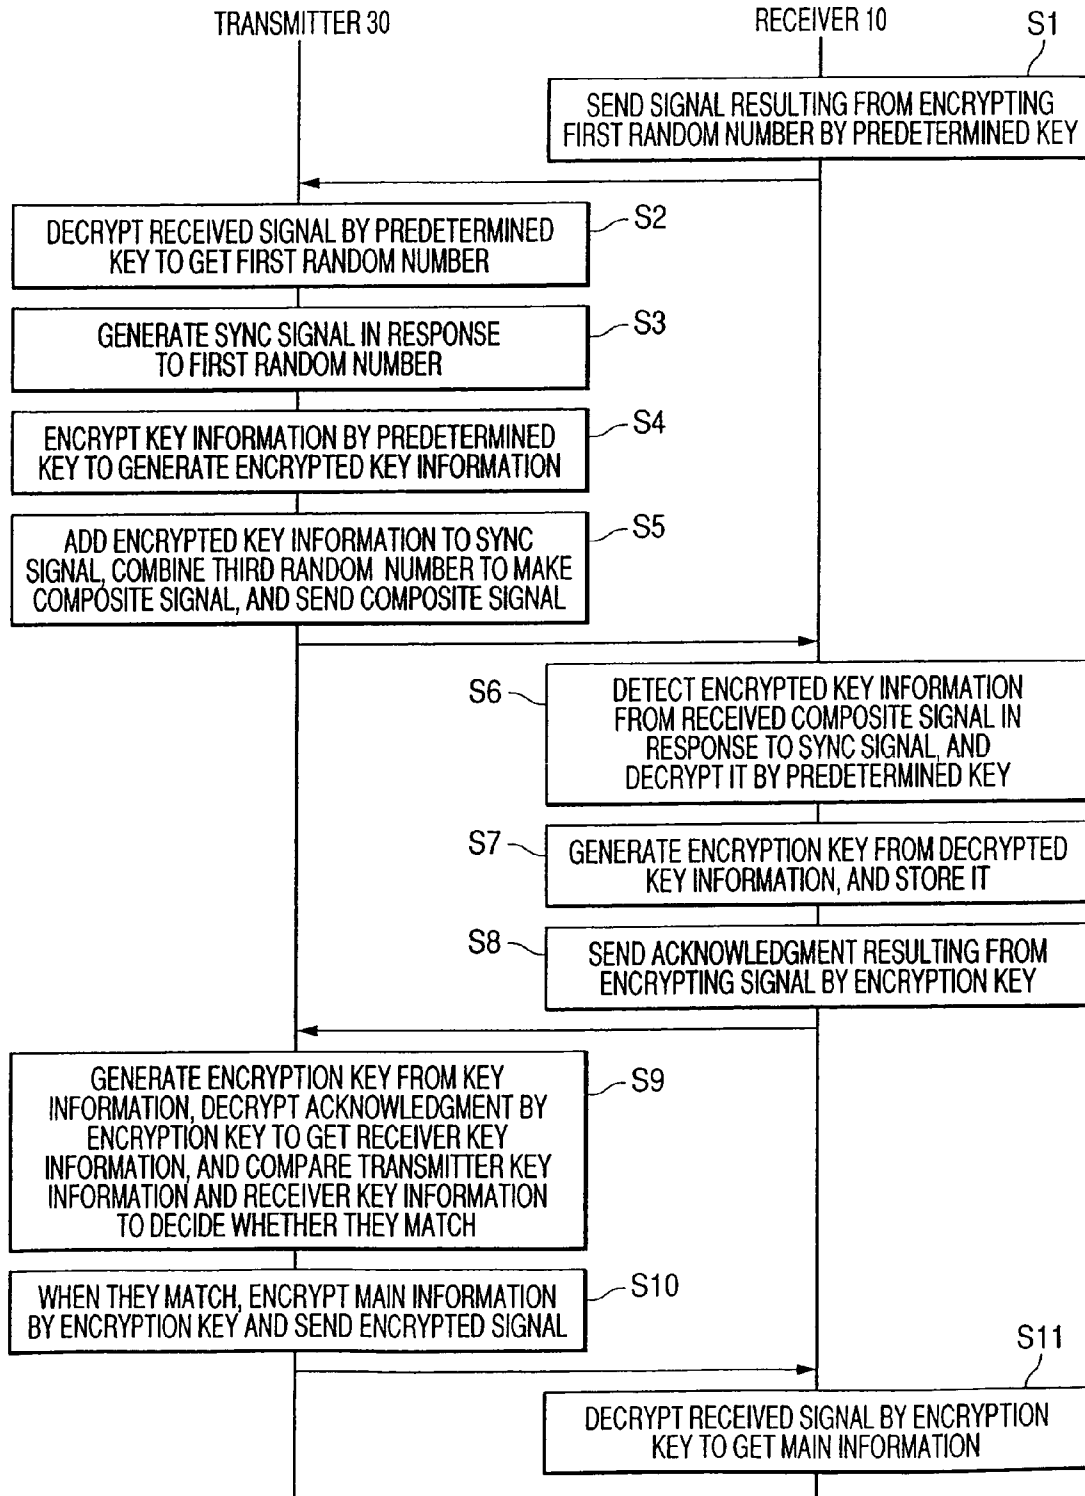 TRANSMITTER 30
RECEIVER 10
S1
SEND SIGNAL RESULTING FROM ENCRYPTING
FIRST RANDOM NUMBER BY PREDETERMINED KEY
S2
DECRYPT RECEIVED SIGNAL BY PREDETERMINED
KEY TO GET FIRST RANDOM NUMBER
S3
GENERATE SYNC SIGNAL IN RESPONSE
TO FIRST RANDOM NUMBER
S4
ENCRYPT KEY INFORMATION BY PREDETERMINED
KEY TO GENERATE ENCRYPTED KEY INFORMATION
S5
ADD ENCRYPTED KEY INFORMATION TO SYNC
SIGNAL, COMBINE THIRD RANDOM NUMBER TO MAKE
COMPOSITE SIGNAL, AND SEND COMPOSITE SIGNAL
S6
DETECT ENCRYPTED KEY INFORMATION
FROM RECEIVED COMPOSITE SIGNAL IN
RESPONSE TO SYNC SIGNAL, AND
DECRYPT IT BY PREDETERMINED KEY
S7
GENERATE ENCRYPTION KEY FROM DECRYPTED
KEY INFORMATION, AND STORE IT
S8
SEND ACKNOWLEDGMENT RESULTING FROM
ENCRYPTING SIGNAL BY ENCRYPTION KEY
S9
GENERATE ENCRYPTION KEY FROM KEY
INFORMATION, DECRYPT ACKNOWLEDGMENT BY
ENCRYPTION KEY TO GET RECEIVER KEY
INFORMATION, AND COMPARE TRANSMITTER KEY
INFORMATION AND RECEIVER KEY INFORMATION
TO DECIDE WHETHER THEY MATCH
S10
WHEN THEY MATCH, ENCRYPT MAIN INFORMATION
BY ENCRYPTION KEY AND SEND ENCRYPTED SIGNAL
S11
DECRYPT RECEIVED SIGNAL BY ENCRYPTION
KEY TO GET MAIN INFORMATION